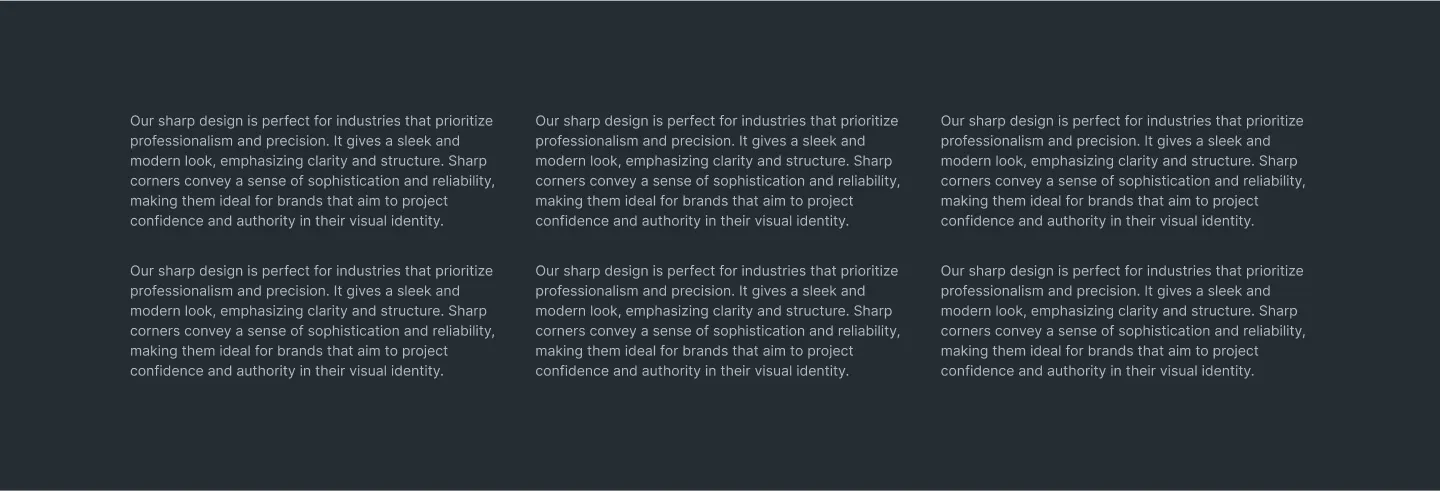 Our sharp design is perfect for industries that prioritize
professionalism and precision. It gives a sleek and
modern look, emphasizing clarity and structure. Sharp
corners convey a sense of sophistication and reliability,
making them ideal for brands that aim to project
confidence and authority in their visual identity.
Our sharp design is perfect for industries that prioritize
professionalism and precision. It gives a sleek and
modern look, emphasizing clarity and structure. Sharp
corners convey a sense of sophistication and reliability,
making them ideal for brands that aim to project
confidence and authority in their visual identity.
Our sharp design is perfect for industries that prioritize
professionalism and precision. It gives a sleek and
modern look, emphasizing clarity and structure. Sharp
corners convey a sense of sophistication and reliability,
making them ideal for brands that aim to project
confidence and authority in their visual identity.
Our sharp design is perfect for industries that prioritize
professionalism and precision. It gives a sleek and
modern look, emphasizing clarity and structure. Sharp
corners convey a sense of sophistication and reliability,
making them ideal for brands that aim to project
confidence and authority in their visual identity.
Our sharp design is perfect for industries that prioritize
professionalism and precision. It gives a sleek and
modern look, emphasizing clarity and structure. Sharp
corners convey a sense of sophistication and reliability,
making them ideal for brands that aim to project
confidence and authority in their visual identity.
Our sharp design is perfect for industries that prioritize
professionalism and precision. It gives a sleek and
modern look, emphasizing clarity and structure. Sharp
corners convey a sense of sophistication and reliability,
making them ideal for brands that aim to project
confidence and authority in their visual identity.